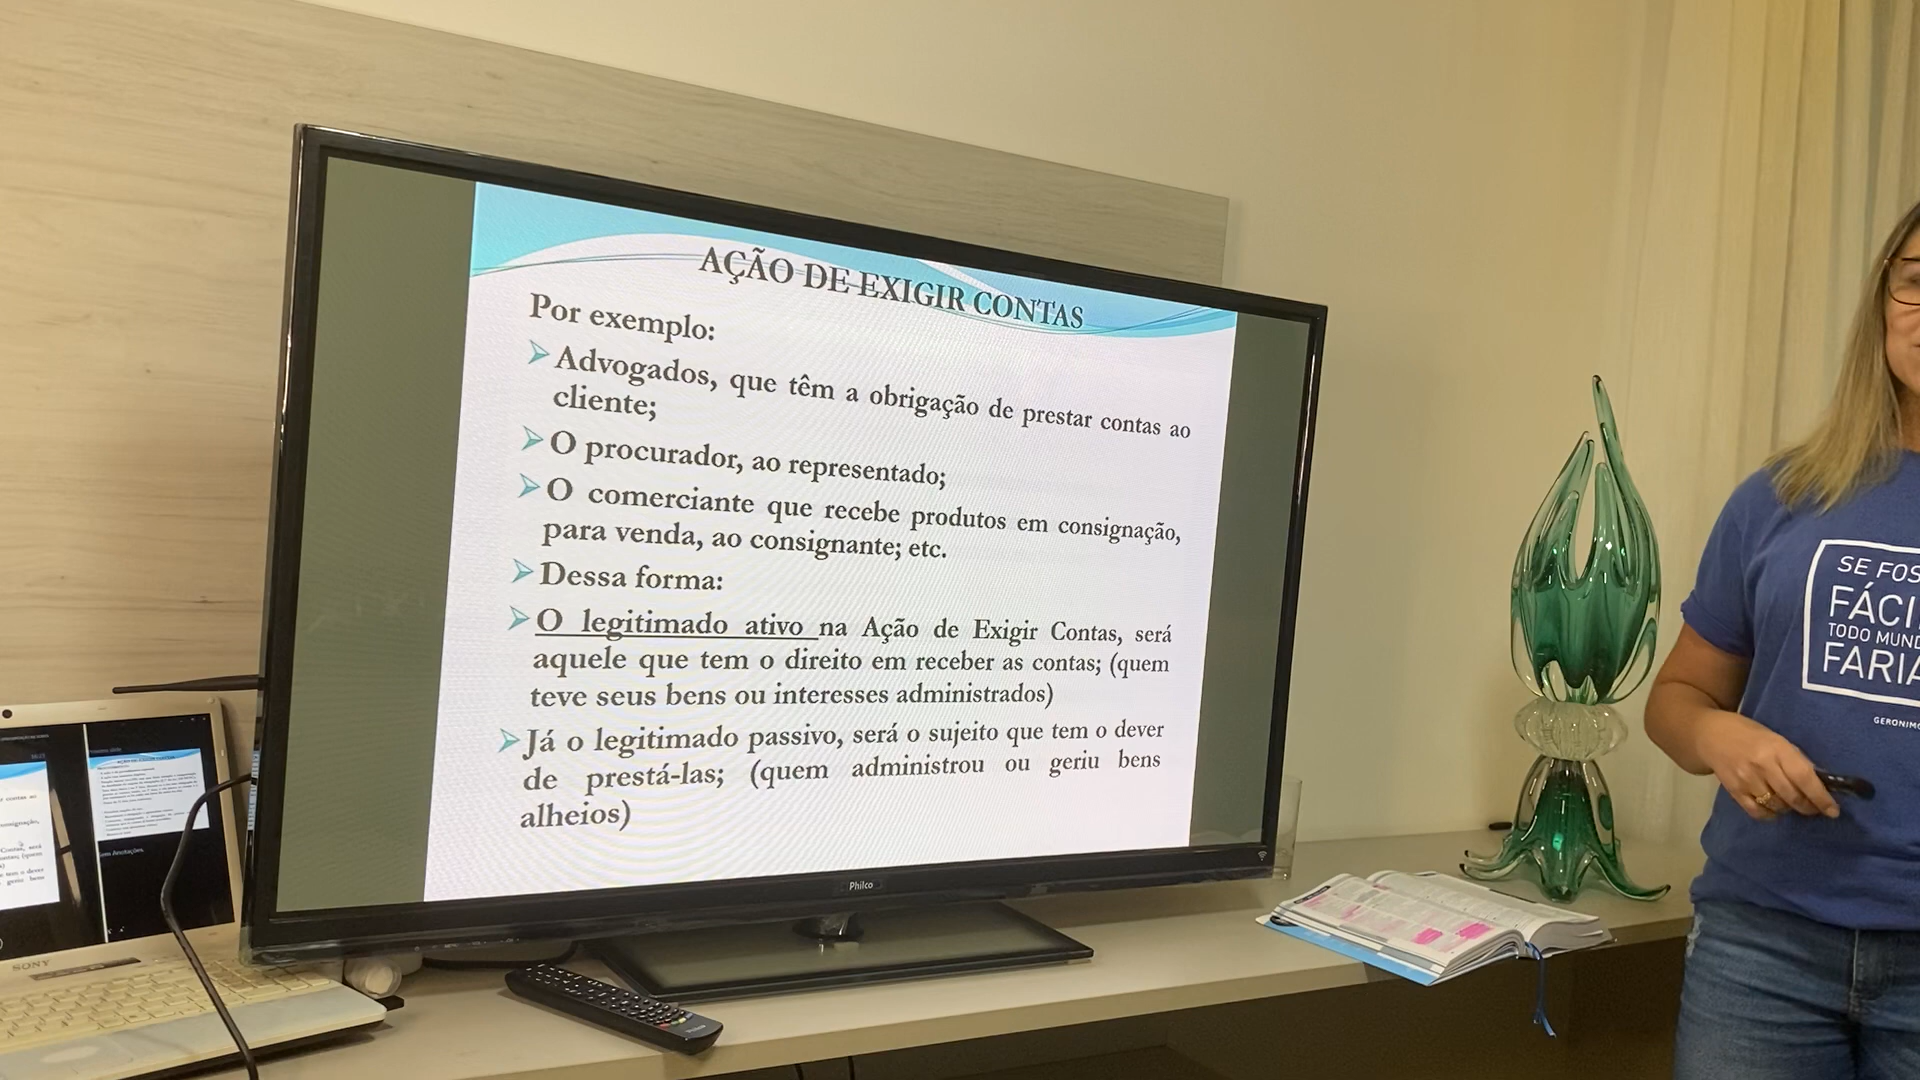 AÇÃO DE EXIGIR CONTAS
Por exemplo:
Advogados, que têm a obrigação de prestar contas ao
cliente;
O procurador, ao representado;
O comerciante que recebe produtos em consignação,
para venda, ao consignante; etc.
Dessa forma:
O legitimado ativo na Ação de Exigir Contas, será
aquele que tem o direito em receber as contas; (quem
teve seus bens ou interesses administrados)
Já o legitimado passivo, será o sujeito que tem o dever
de prestá-las; (quem administrou ou geriu bens
alheios)
Philco
SONY
SE FOS
FÁCI
TODO MUND
FARIA
GERONIMO